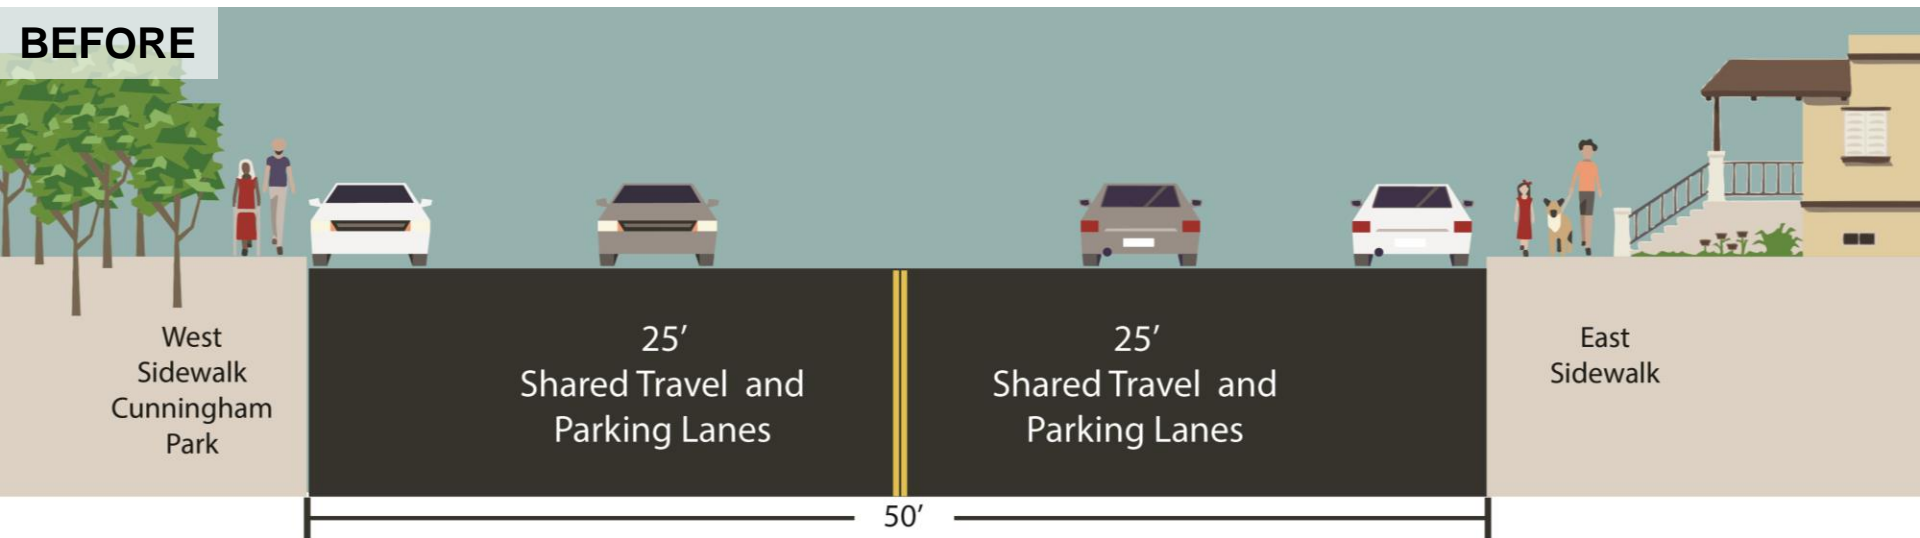 BEFORE
West
Sidewalk
Cunningham
Park
25′
Shared Travel and
Parking Lanes
25′
Shared Travel and
Parking Lanes
East
Sidewalk
50′